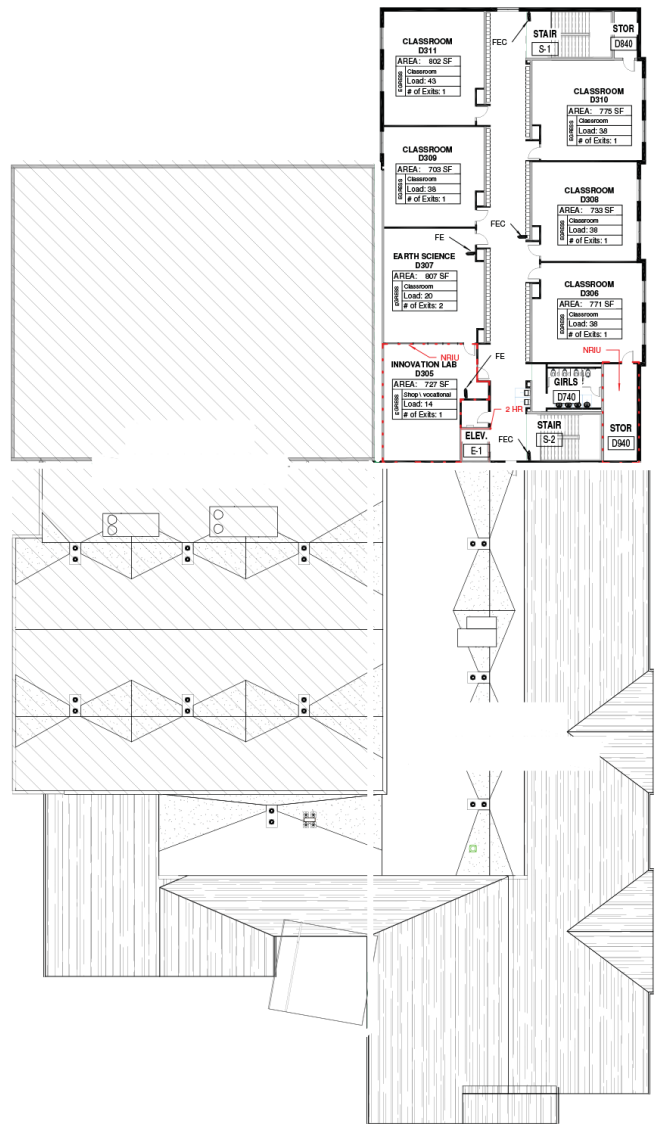 FEC
STAIR
S-1
STOR
D840
CLASSROOM
D311
AREA: 802 SF
EGRESS
Classroom
Load: 43
# of Exits: 1
CLASSROOM
D310
AREA: 775 SF
EGRESS
Classroom
Load: 38
# of Exits: 1
CLASSROOM
D309
AREA: 703 SF
EGRESS
Classroom
Load: 38
# of Exits: 1
CLASSROOM
D308
AREA: 733 SF
EGRESS
Classroom
Load: 38
# of Exits: 1
FEC
FE
EARTH SCIENCE
D307
AREA: 807 SF
EGRESS
Classroom
Load: 20
# of Exits: 2
CLASSROOM
D306
AREA: 771 SF
EGRESS
Classroom
Load: 38
# of Exits: 1
NRIU
NRIU
FE
INNOVATION LAB
D305
AREA: 727 SF
EGRESS
Shop \ vocational
Load: 14
# of Exits: 1
GIRLS
D740
2 HR
STAIR
S-2
STOR
D940
ELEV.
E-1
FEC